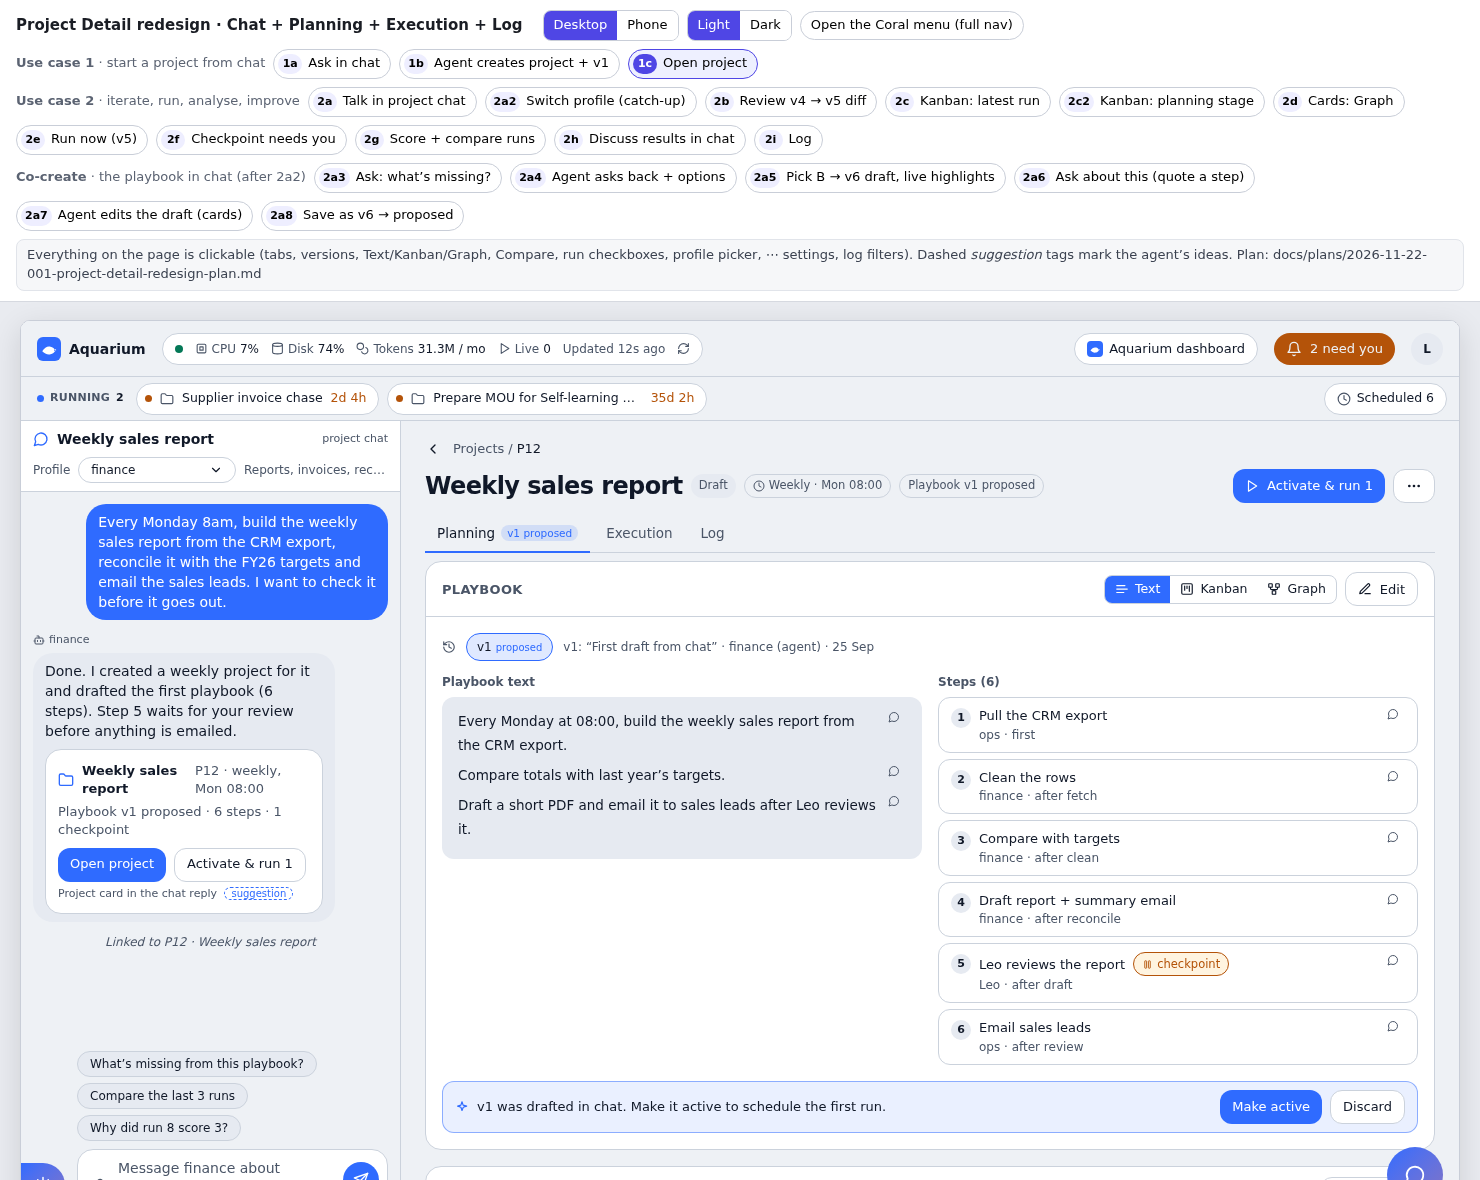 Project Detail redesign · Chat + Planning + Execution + Log
Desktop Phone
Light Dark
Open the Coral menu (full nav)
Use case 1 · start a project from chat
1a Ask in chat
1b Agent creates project + v1
1c Open project
Use case 2 · iterate, run, analyse, improve
2a Talk in project chat
2a2 Switch profile (catch-up)
2b Review v4 → v5 diff
2c Kanban: latest run
2c2 Kanban: planning stage
2d Cards: Graph
2e Run now (v5)
2f Checkpoint needs you
2g Score + compare runs
2h Discuss results in chat
2i Log
Co-create · the playbook in chat (after 2a2)
2a3 Ask: what’s missing?
2a4 Agent asks back + options
2a5 Pick B → v6 draft, live highlights
2a6 Ask about this (quote a step)
2a7 Agent edits the draft (cards)
2a8 Save as v6 → proposed
Everything on the page is clickable (tabs, versions, Text/Kanban/Graph, Compare, run checkboxes, profile picker, ··· settings, log filters). Dashed suggestion tags mark the agent’s ideas. Plan: docs/plans/2026-11-22-
001-project-detail-redesign-plan.md
Aquarium
CPU 7% Disk 74% Tokens 31.3M / mo Live 0 Updated 12s ago
Aquarium dashboard
2 need you
L
RUNNING 2
Supplier invoice chase 2d 4h
Prepare MOU for Self-learning ... 35d 2h
Scheduled 6
Weekly sales report
project chat
Profile finance Reports, invoices, rec...
Every Monday 8am, build the weekly
sales report from the CRM export,
reconcile it with the FY26 targets and
email the sales leads. I want to check it
before it goes out.
finance
Done. I created a weekly project for it
and drafted the first playbook (6
steps). Step 5 waits for your review
before anything is emailed.
Weekly sales
report
P12 · weekly,
Mon 08:00
Playbook v1 proposed · 6 steps · 1
checkpoint
Open project
Activate & run 1
Project card in the chat reply suggestion
Linked to P12 · Weekly sales report
What’s missing from this playbook?
Compare the last 3 runs
Why did run 8 score 3?
Message finance about
Projects / P12
Weekly sales report
Draft
Weekly · Mon 08:00
Playbook v1 proposed
Activate & run 1
···
Planning v1 proposed
Execution
Log
PLAYBOOK
Text Kanban Graph
Edit
v1 proposed
v1: “First draft from chat” · finance (agent) · 25 Sep
Playbook text
Every Monday at 08:00, build the weekly sales report from
the CRM export.
Compare totals with last year’s targets.
Draft a short PDF and email it to sales leads after Leo reviews
it.
Steps (6)
1 Pull the CRM export
ops · first
2 Clean the rows
finance · after fetch
3 Compare with targets
finance · after clean
4 Draft report + summary email
finance · after reconcile
5 Leo reviews the report checkpoint
Leo · after draft
6 Email sales leads
ops · after review
v1 was drafted in chat. Make it active to schedule the first run.
Make active
Discard